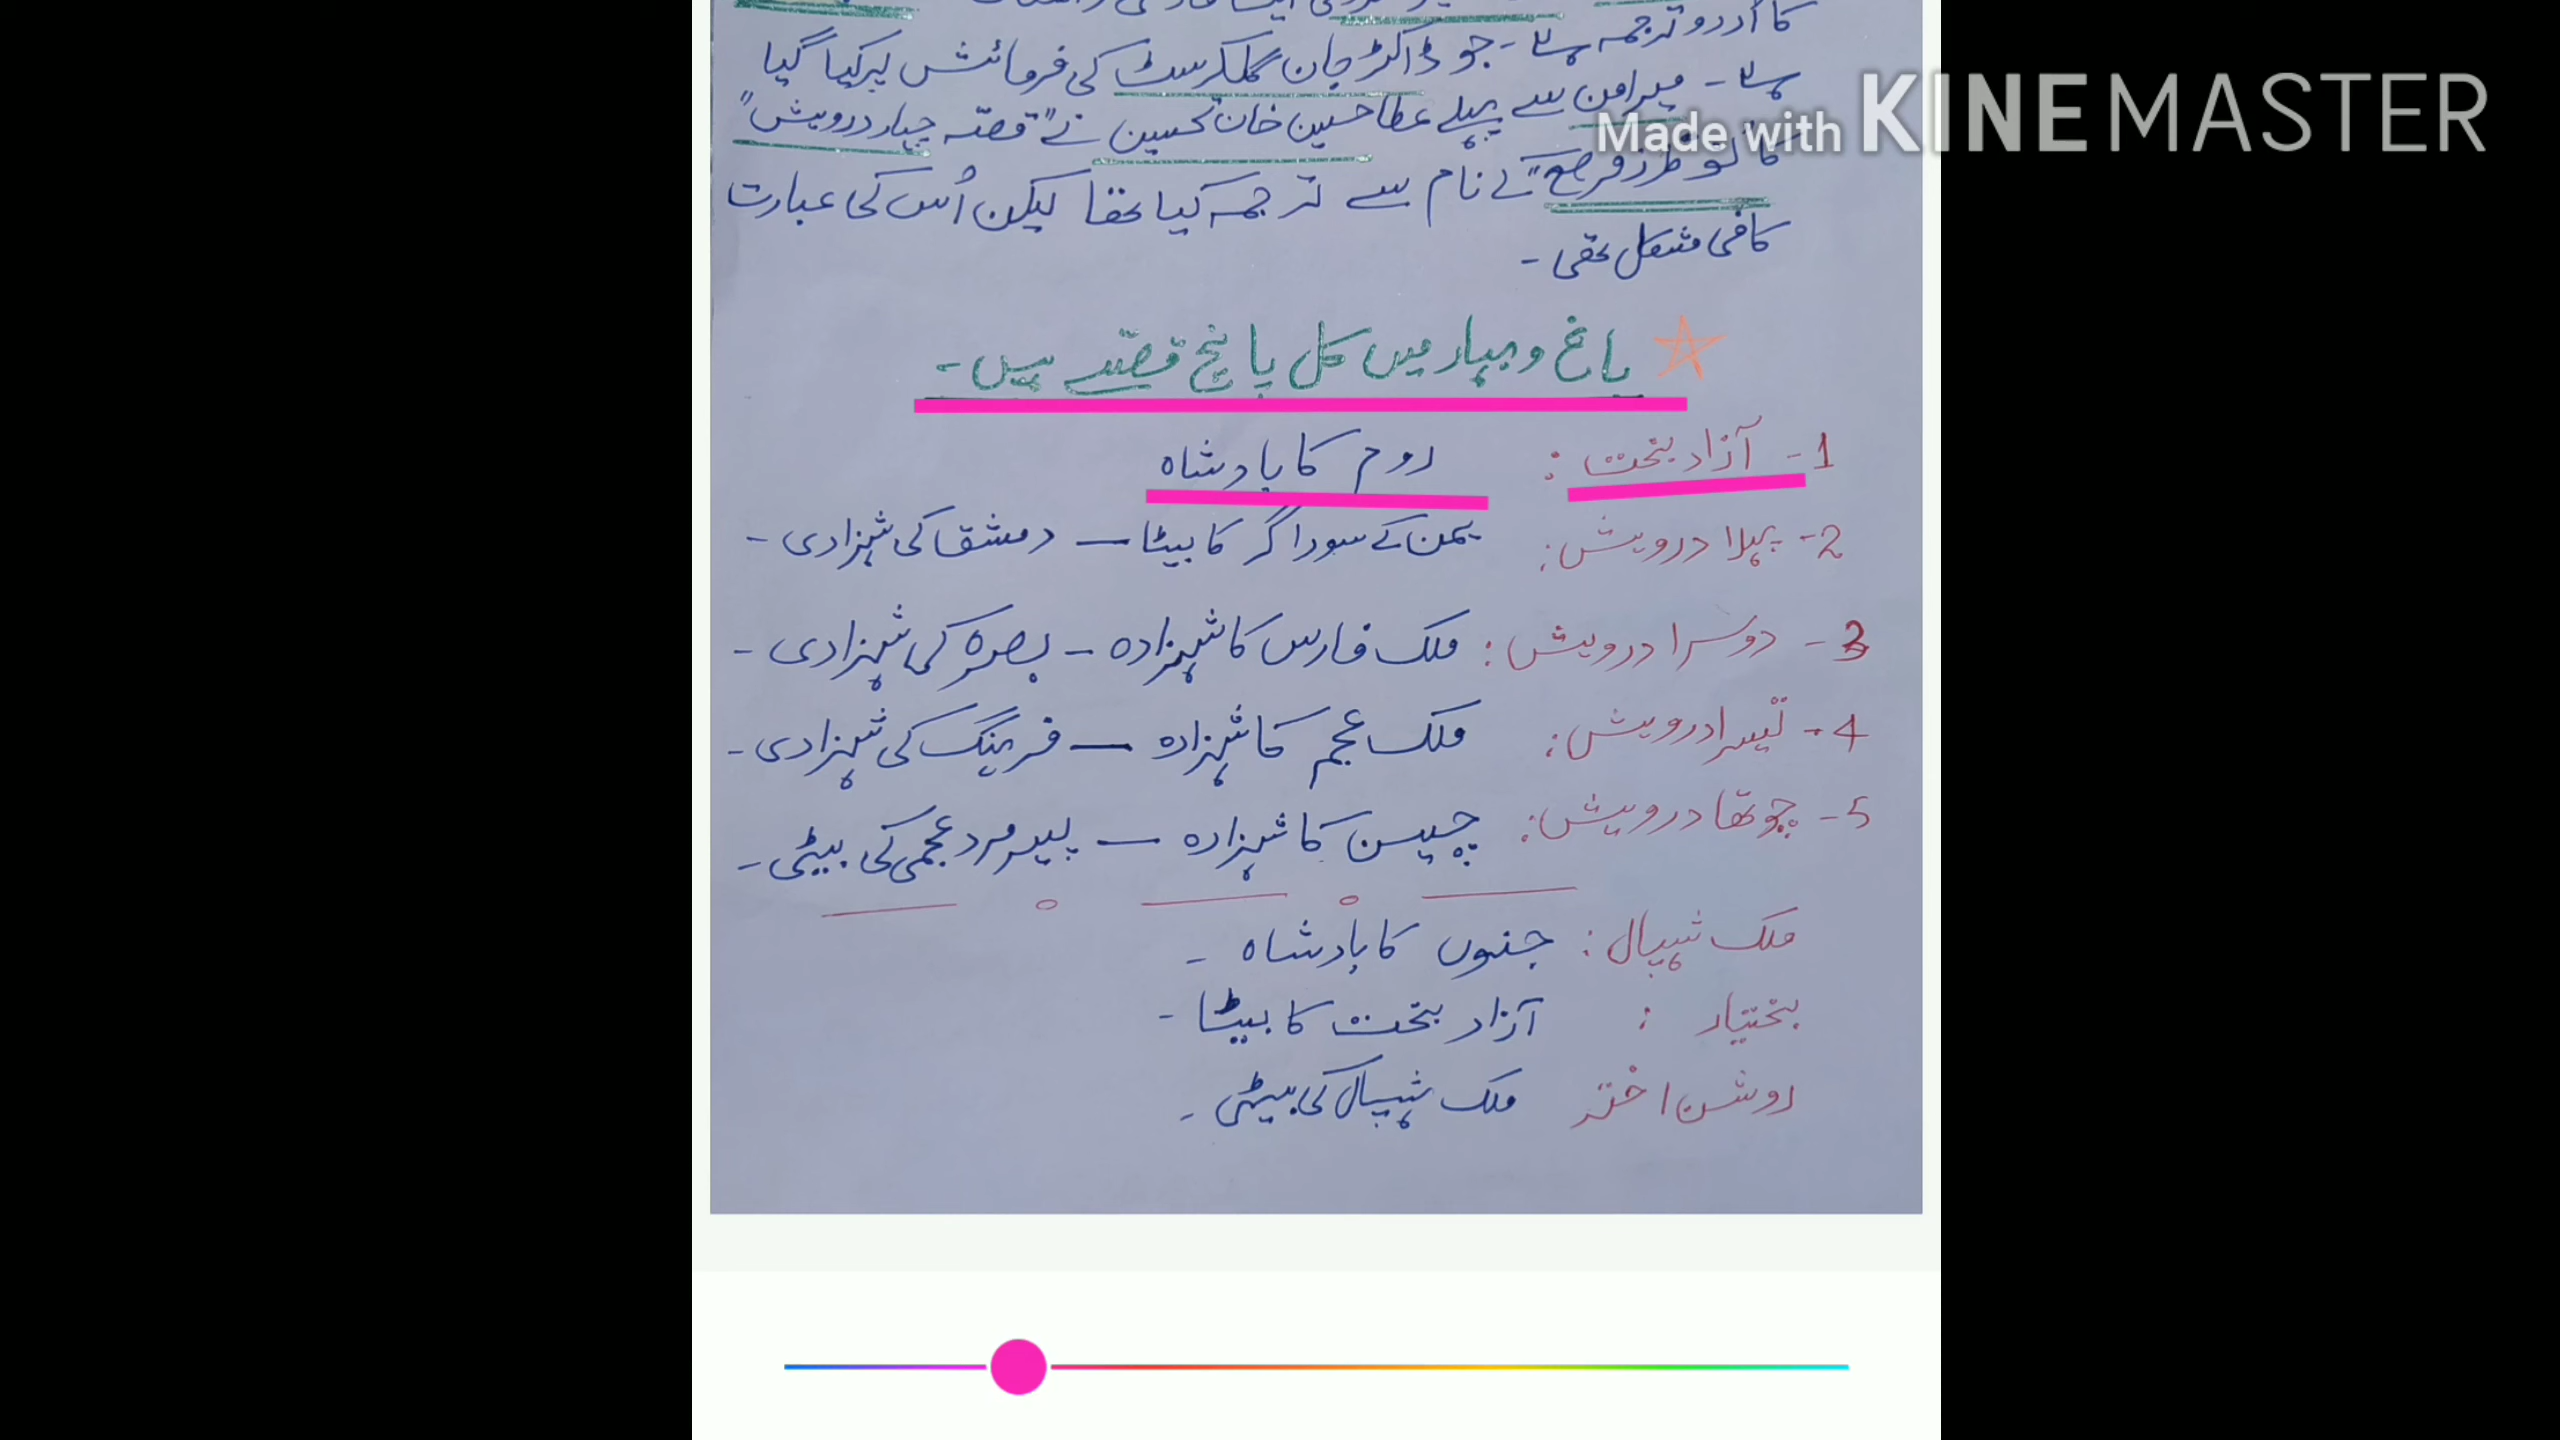 کا اُردو ترجمہ ہے - جو ڈاکٹر جان گلکرسٹ کی فرمائش پر کیا گیا
ہے - میرامن سے پہلے عطا حسین خان تحسین نے "قصّہ چہار درویش"
کا "نو طرز مرصع" کے نام سے ترجمہ کیا تھا لیکن اُس کی عبارت
کافی مشکل تھی -
Made with KINEMASTER
باغ و بہار میں کل پانچ قصّے ہیں -
1- آزاد بخت : روم کا بادشاہ
2- پہلا درویش: یمن کے سوداگر کا بیٹا — دمشق کی شہزادی -
3- دوسرا درویش: ملک فارس کا شہزادہ - بصرہ کی شہزادی -
4- تیسرا درویش: ملک عجم کا شہزادہ — فرہنگ کی شہزادی -
5- چوتھا درویش: چین کا شہزادہ — پیر مرد عجمی کی بیٹی -
ملک شہپال : جنوں کا بادشاہ -
بختیار : آزاد بخت کا بیٹا -
روشن اختر ملک شہپال کی بیٹی -